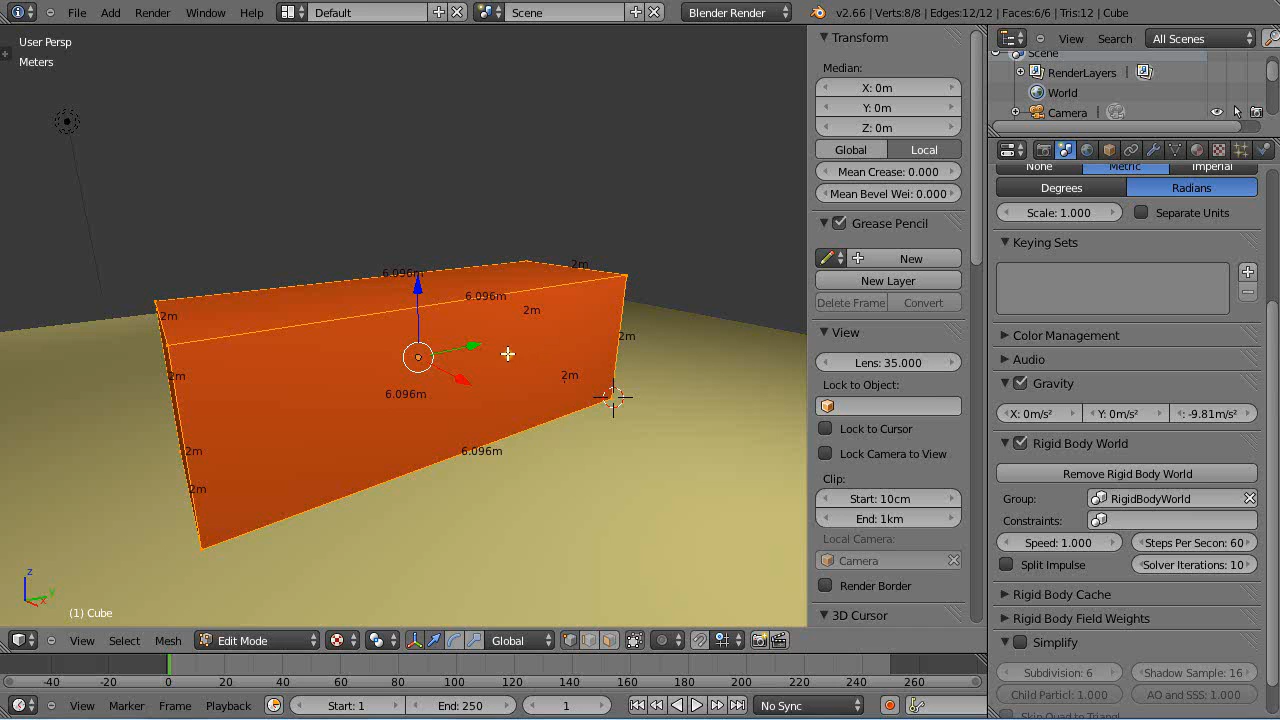 File Add Render Window Help Default Scene Blender Render v2.66 | Verts:8/8 | Edges:12/12 | Faces:6/6 | Tris:12 | Cube
User Persp
Meters
6.096m
2m
6.096m
2m
2m
2m
2m
2m
6.096m
2m
6.096m
2m
z
y
x
(1) Cube
View Select Mesh Edit Mode Global
Transform
Median:
X: 0m
Y: 0m
Z: 0m
Global Local
Mean Crease: 0.000
Mean Bevel Wei: 0.000
Grease Pencil
New
New Layer
Delete Frame Convert
View
Lens: 35.000
Lock to Object:
Lock to Cursor
Lock Camera to View
Clip:
Start: 10cm
End: 1km
Local Camera:
Camera
Render Border
3D Cursor
View Search All Scenes
Scene
RenderLayers |
World
Camera |
None Metric Imperial
Degrees Radians
Scale: 1.000 Separate Units
Keying Sets
Color Management
Audio
Gravity
X: 0m/s² Y: 0m/s² : -9.81m/s²
Rigid Body World
Remove Rigid Body World
Group: RigidBodyWorld
Constraints:
Speed: 1.000 Steps Per Secon: 60
Split Impulse Solver Iterations: 10
Rigid Body Cache
Rigid Body Field Weights
Simplify
Subdivision: 6 Shadow Sample: 16
Child Particl: 1.000 AO and SSS: 1.000
Skip Quad to Triangl
-40 -20 0 20 40 60 80 100 120 140 160 180 200 220 240 260
View Marker Frame Playback Start: 1 End: 250 1 No Sync